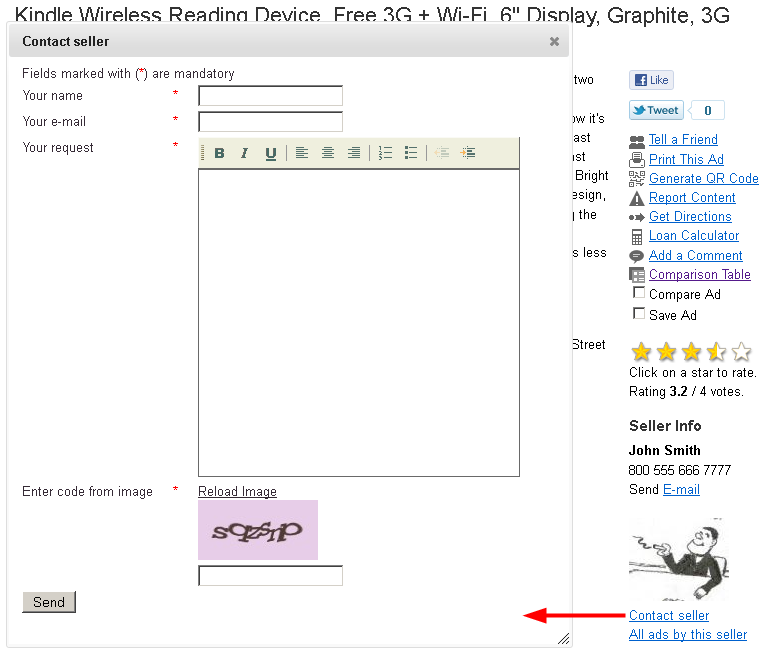 Kindle Wireless Reading Device, Free 3G + Wi-Fi, 6" Display, Graphite, 3G
Contact seller
Fields marked with (*) are mandatory
Your name *
Your e-mail *
Your request *
B I U
Enter code from image *
Reload Image
Send
two
ow it's
ast
Bright
esign,
the
s less
Street
Like
Tweet 0
Tell a Friend
Print This Ad
Generate QR Code
Report Content
Get Directions
Loan Calculator
Add a Comment
Comparison Table
Compare Ad
Save Ad
Click on a star to rate.
Rating 3.2 / 4 votes.
Seller Info
John Smith
800 555 666 7777
Send E-mail
Contact seller
All ads by this seller